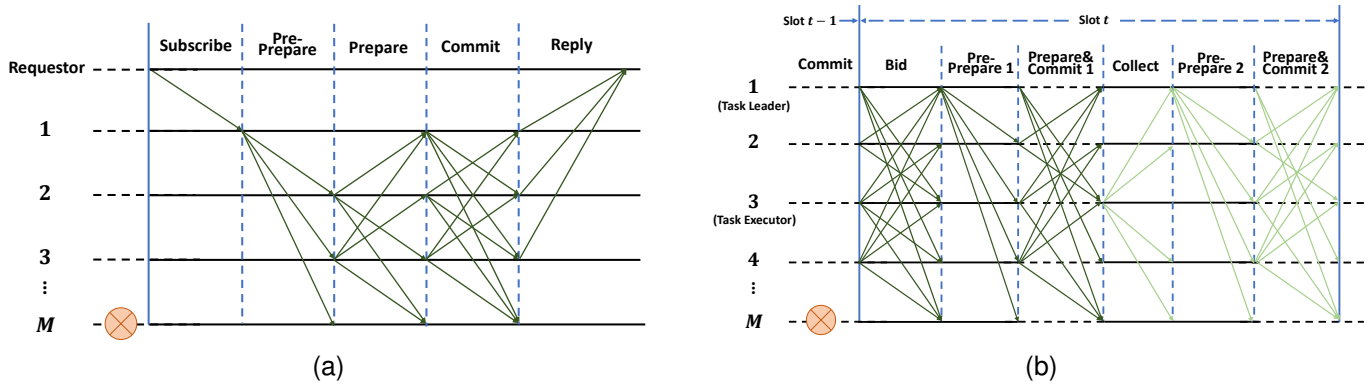 Subscribe
Pre-
Prepare
Prepare
Commit
Reply
Requestor
1
2
3
⋮
M
(a)
Slot t − 1
Slot t
Commit
Bid
Pre-
Prepare 1
Prepare&
Commit 1
Collect
Pre-
Prepare 2
Prepare&
Commit 2
1
(Task Leader)
2
3
(Task Executor)
4
⋮
M
(b)